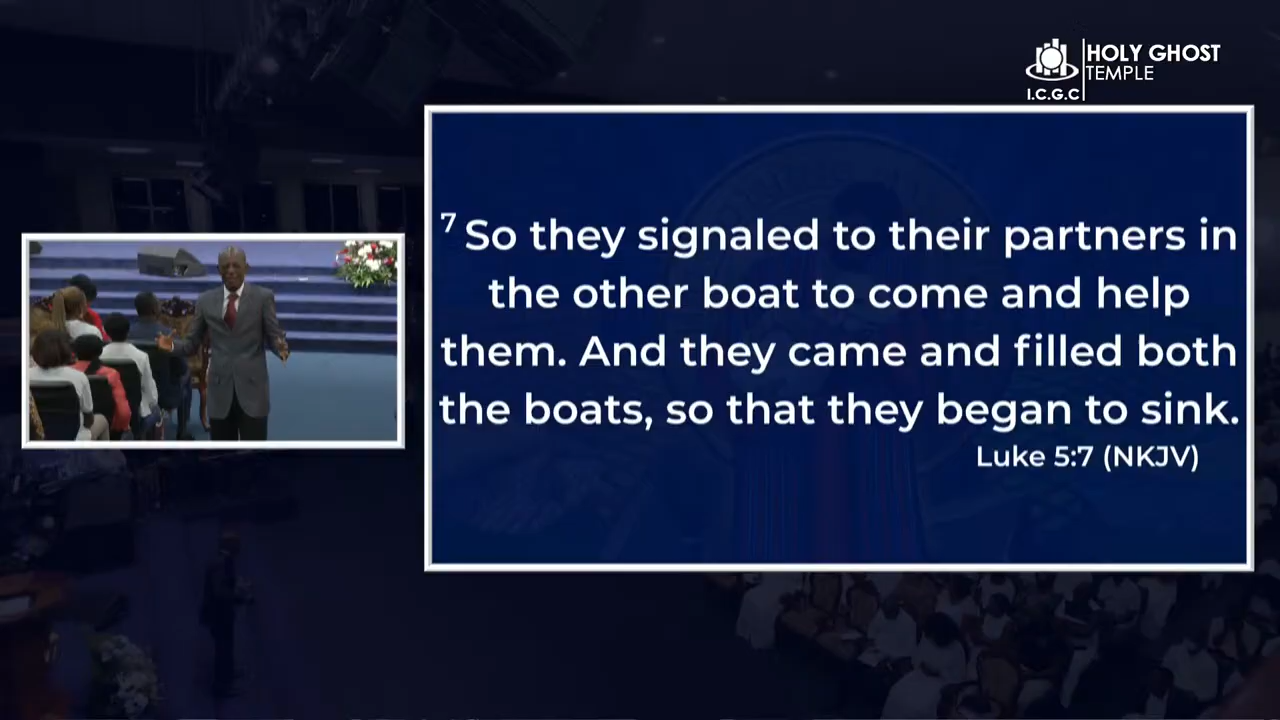 HOLY GHOST
TEMPLE
I.C.G.C
7 So they signaled to their partners in
the other boat to come and help
them. And they came and filled both
the boats, so that they began to sink.
Luke 5:7 (NKJV)